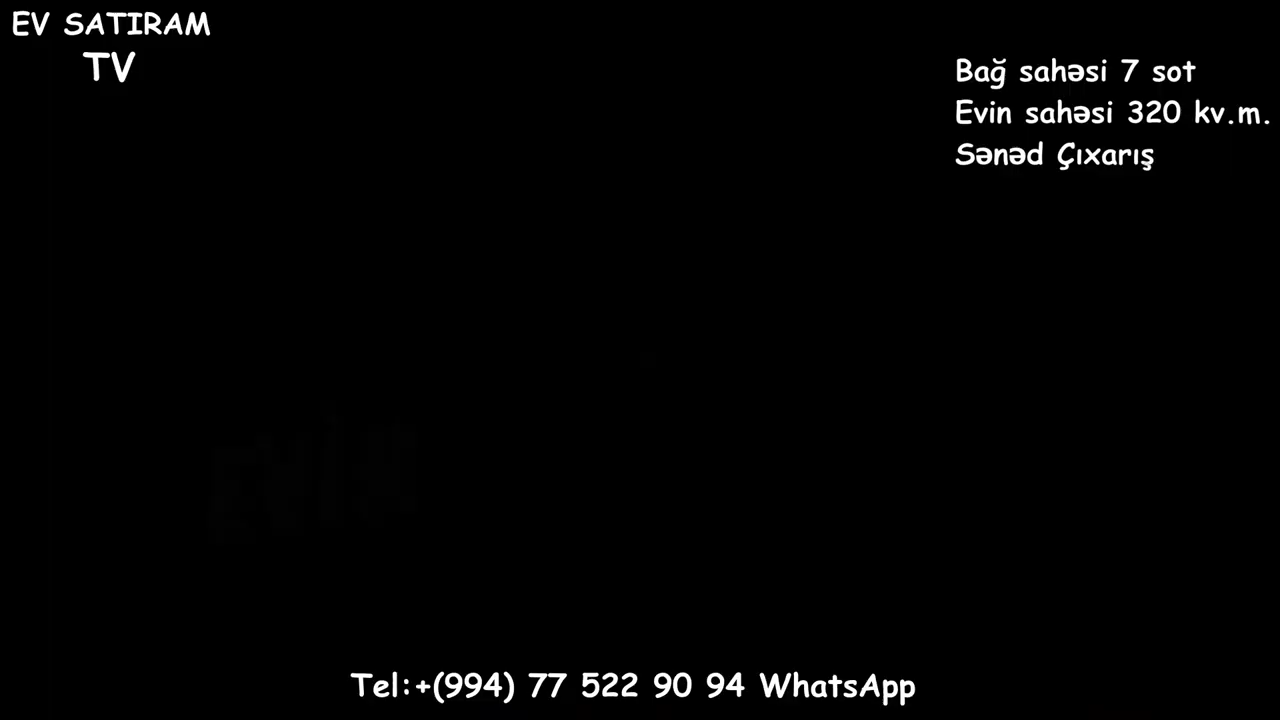 EV SATIRAM
TV
Bağ sahəsi 7 sot
Evin sahəsi 320 kv.m.
Sənəd Çıxarış
Tel:+(994) 77 522 90 94 WhatsApp